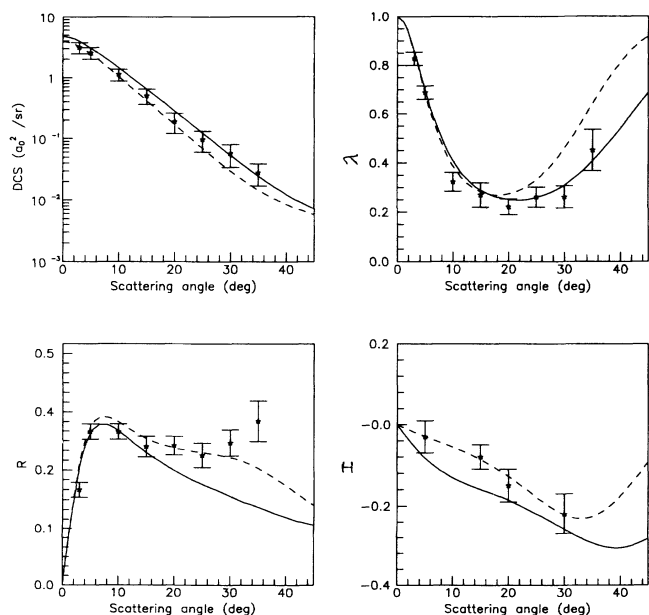 10
1
10⁻¹
10⁻²
10⁻³
DCS (a₀² /sr)
0 10 20 30 40
Scattering angle (deg)
1.0
0.8
0.6
0.4
0.2
0.0
λ
0 10 20 30 40
Scattering angle (deg)
0.5
0.4
0.2
0.1
0.0
R
0 10 20 30 40
Scattering angle (deg)
0.2
-0.0
-0.2
-0.4
I
0 10 20 30 40
Scattering angle (deg)